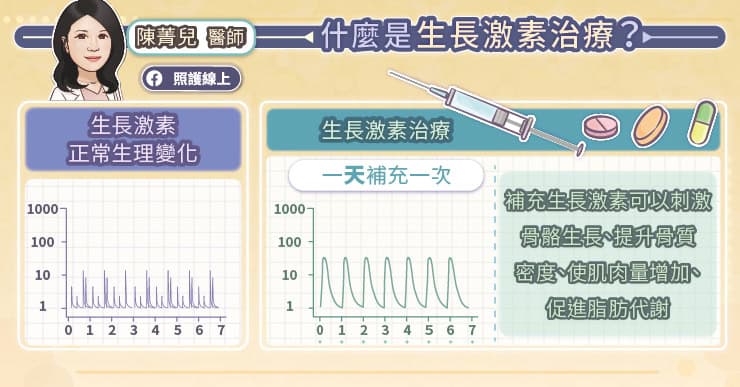 陳菁兒 醫師
什麼是生長激素治療？
照護線上
生長激素
正常生理變化
1000
100
10
1
0 1 2 3 4 5 6 7
生長激素治療
一天補充一次
1000
100
10
1
0 1 2 3 4 5 6 7
補充生長激素可以刺激
骨骼生長、提升骨質
密度、使肌肉量增加、
促進脂肪代謝